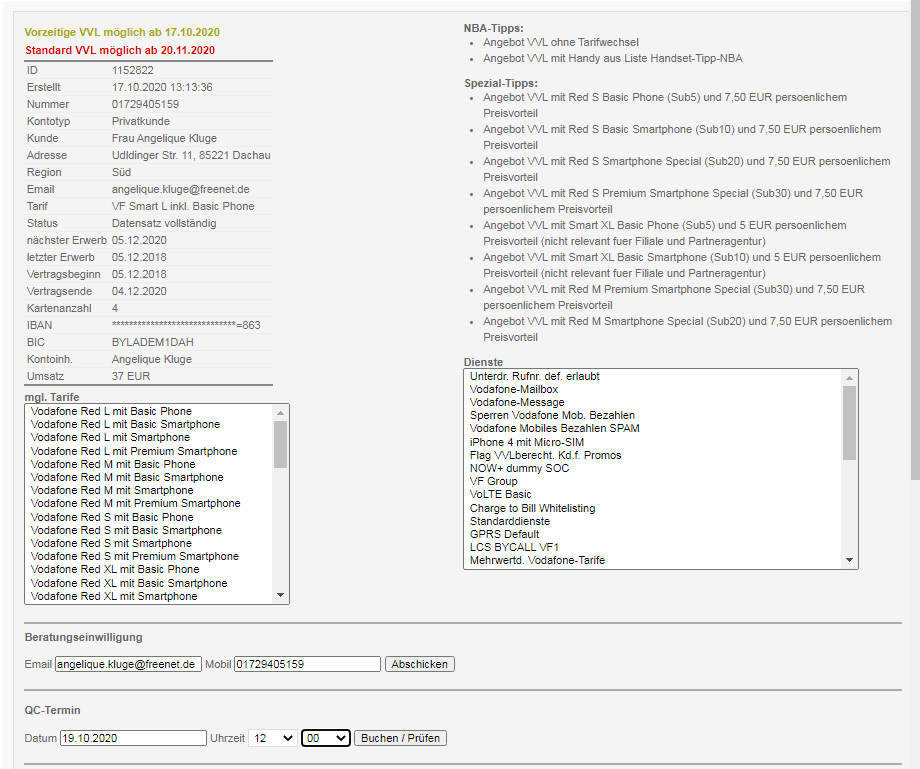 Vorzeitige VVL möglich ab 17.10.2020
Standard VVL möglich ab 20.11.2020
ID 1152822
Erstellt 17.10.2020 13:13:36
Nummer 01729405159
Kontotyp Privatkunde
Kunde Frau Angelique Kluge
Adresse Udldinger Str. 11, 85221 Dachau
Region Süd
Email angelique.kluge@freenet.de
Tarif VF Smart L inkl. Basic Phone
Status Datensatz vollständig
nächster Erwerb 05.12.2020
letzter Erwerb 05.12.2018
Vertragsbeginn 05.12.2018
Vertragsende 04.12.2020
Kartenanzahl 4
IBAN *****************************=863
BIC BYLADEM1DAH
Kontoinh. Angelique Kluge
Umsatz 37 EUR
mgl. Tarife
Vodafone Red L mit Basic Phone
Vodafone Red L mit Basic Smartphone
Vodafone Red L mit Smartphone
Vodafone Red L mit Premium Smartphone
Vodafone Red M mit Basic Phone
Vodafone Red M mit Basic Smartphone
Vodafone Red M mit Smartphone
Vodafone Red M mit Premium Smartphone
Vodafone Red S mit Basic Phone
Vodafone Red S mit Basic Smartphone
Vodafone Red S mit Smartphone
Vodafone Red S mit Premium Smartphone
Vodafone Red XL mit Basic Phone
Vodafone Red XL mit Basic Smartphone
Vodafone Red XL mit Smartphone
NBA-Tipps:
• Angebot VVL ohne Tarifwechsel
• Angebot VVL mit Handy aus Liste Handset-Tipp-NBA
Spezial-Tipps:
• Angebot VVL mit Red S Basic Phone (Sub5) und 7,50 EUR persoenlichem
Preisvorteil
• Angebot VVL mit Red S Basic Smartphone (Sub10) und 7,50 EUR persoenlichem
Preisvorteil
• Angebot VVL mit Red S Smartphone Special (Sub20) und 7,50 EUR persoenlichem
Preisvorteil
• Angebot VVL mit Red S Premium Smartphone Special (Sub30) und 7,50 EUR
persoenlichem Preisvorteil
• Angebot VVL mit Smart XL Basic Phone (Sub5) und 5 EUR persoenlichem
Preisvorteil (nicht relevant fuer Filiale und Partneragentur)
• Angebot VVL mit Smart XL Basic Smartphone (Sub10) und 5 EUR persoenlichem
Preisvorteil (nicht relevant fuer Filiale und Partneragentur)
• Angebot VVL mit Red M Premium Smartphone Special (Sub30) und 7,50 EUR
persoenlichem Preisvorteil
• Angebot VVL mit Red M Smartphone Special (Sub20) und 7,50 EUR persoenlichem
Preisvorteil
Dienste
Unterdr. Rufnr. def. erlaubt
Vodafone-Mailbox
Vodafone-Message
Sperren Vodafone Mob. Bezahlen
Vodafone Mobiles Bezahlen SPAM
iPhone 4 mit Micro-SIM
Flag VVLberecht. Kd.f. Promos
NOW+ dummy SOC
VF Group
VoLTE Basic
Charge to Bill Whitelisting
Standarddienste
GPRS Default
LCS BYCALL VF1
Mehrwertd. Vodafone-Tarife
Beratungseinwilligung
Email angelique.kluge@freenet.de Mobil 01729405159 Abschicken
QC-Termin
Datum 19.10.2020 Uhrzeit 12 00 Buchen / Prüfen